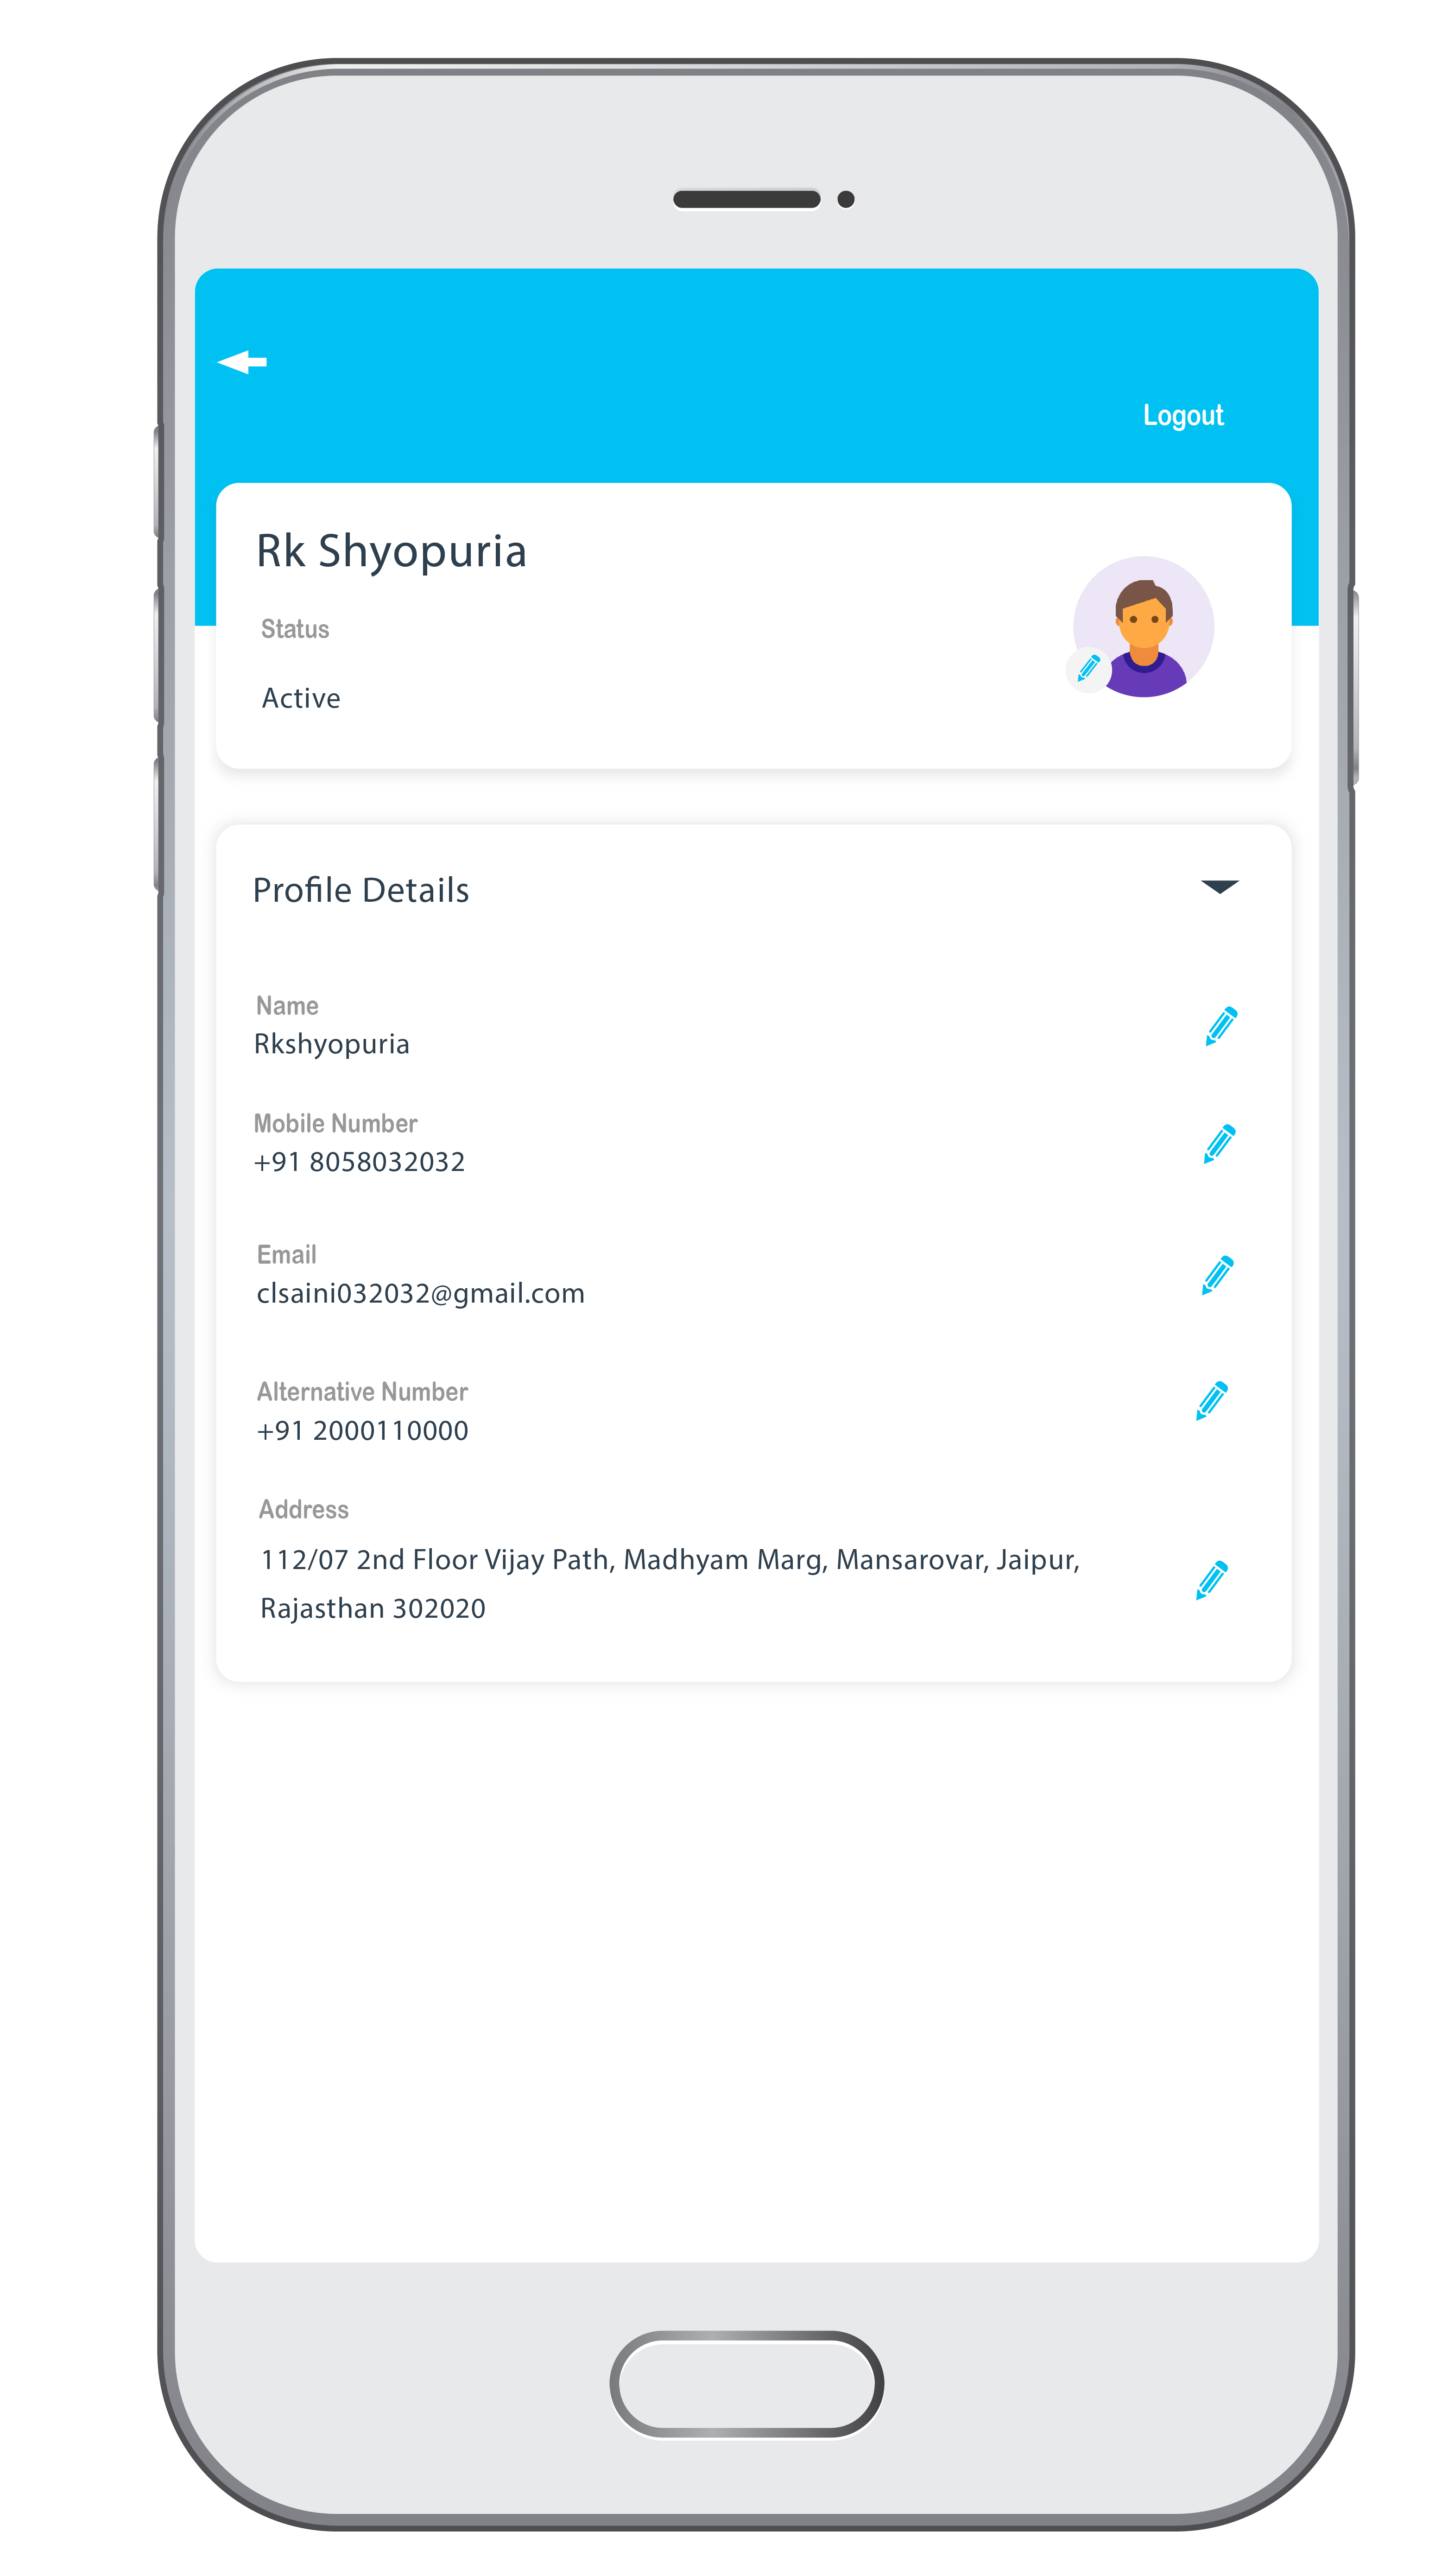 Logout
Rk Shyopuria
Status
Active
Profile Details
Name
Rkshyopuria
Mobile Number
+91 8058032032
Email
clsaini032032@gmail.com
Alternative Number
+91 2000110000
Address
112/07 2nd Floor Vijay Path, Madhyam Marg, Mansarovar, Jaipur,
Rajasthan 302020